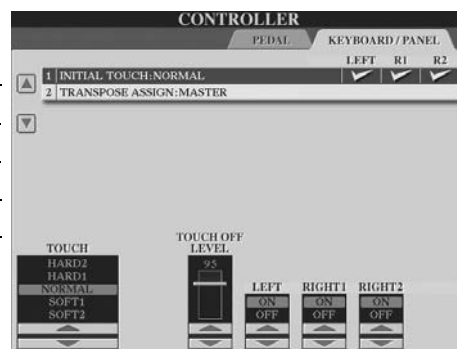 CONTROLLER
PEDAL KEYBOARD / PANEL
LEFT R1 R2
1 INITIAL TOUCH:NORMAL
2 TRANSPOSE ASSIGN:MASTER
TOUCH
HARD2
HARD1
NORMAL
SOFT1
SOFT2
TOUCH OFF
LEVEL
95
LEFT RIGHT1 RIGHT2
ON ON ON
OFF OFF OFF